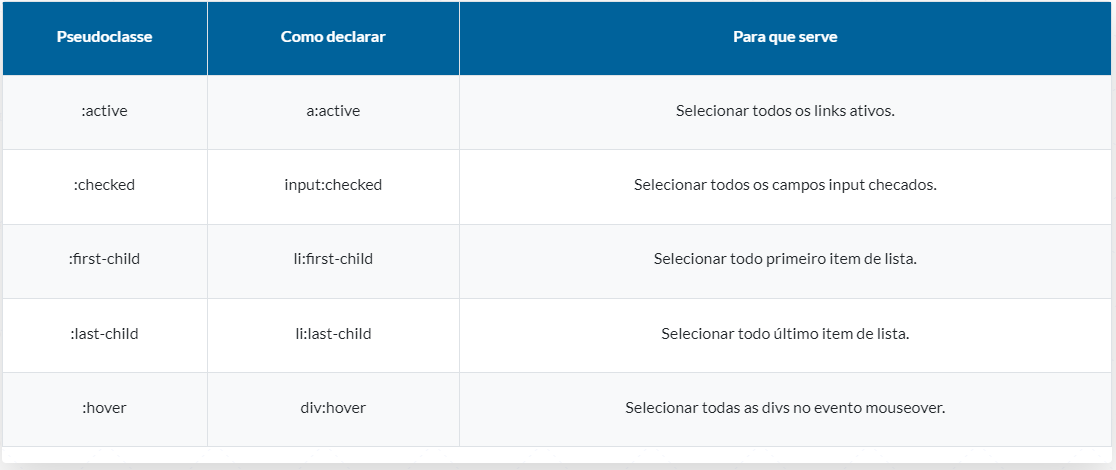 Pseudoclasse Como declarar Para que serve
:active a:active Selecionar todos os links ativos.
:checked input:checked Selecionar todos os campos input checados.
:first-child li:first-child Selecionar todo primeiro item de lista.
:last-child li:last-child Selecionar todo último item de lista.
:hover div:hover Selecionar todas as divs no evento mouseover.